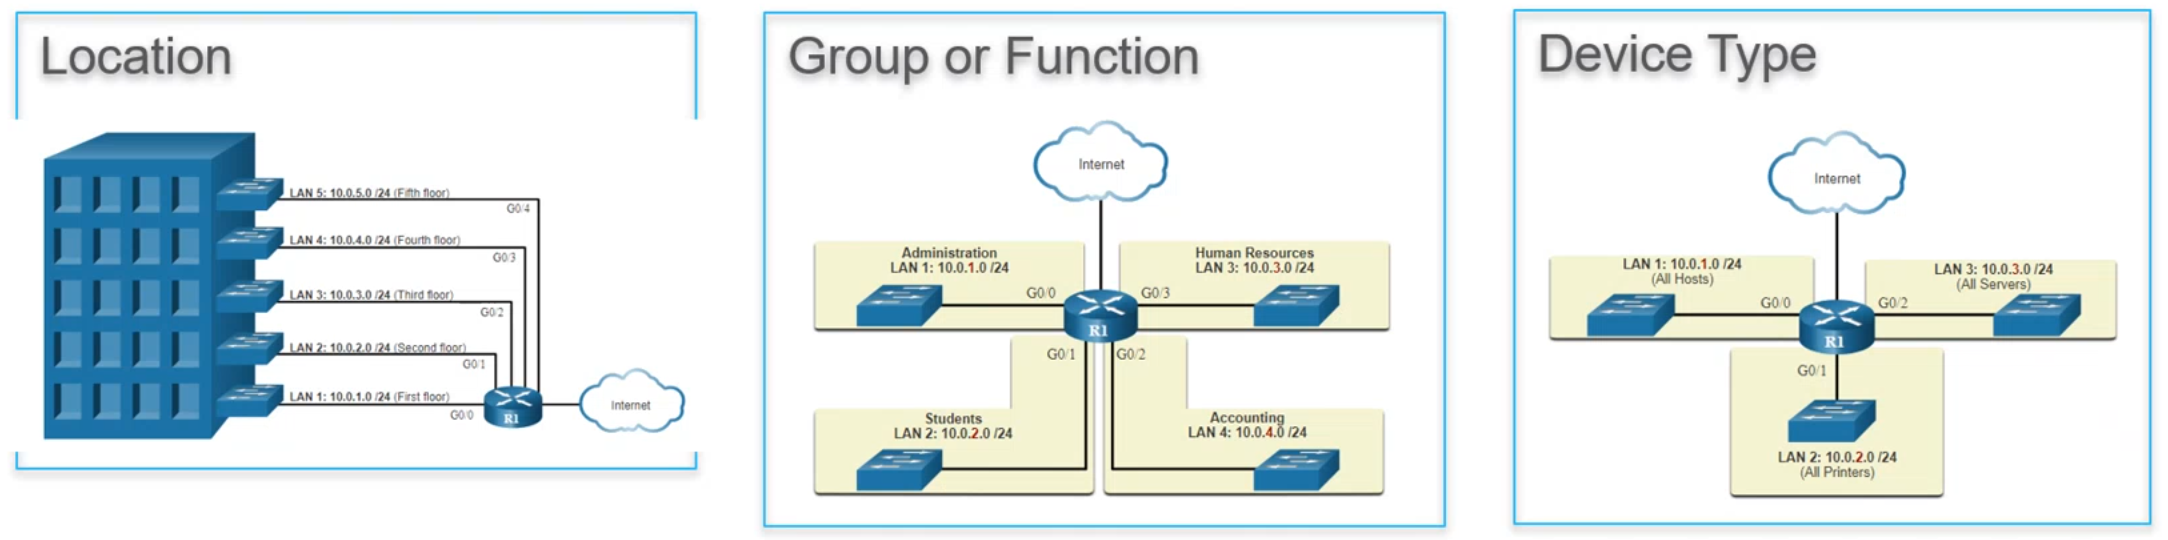 Location
LAN 5: 10.0.5.0 /24 (Fifth floor)
G0/4
LAN 4: 10.0.4.0 /24 (Fourth floor)
G0/3
LAN 3: 10.0.3.0 /24 (Third floor)
G0/2
LAN 2: 10.0.2.0 /24 (Second floor)
G0/1
LAN 1: 10.0.1.0 /24 (First floor)
G0/0
R1
Internet
Group or Function
Internet
Administration
LAN 1: 10.0.1.0 /24
Human Resources
LAN 3: 10.0.3.0 /24
G0/0
G0/3
R1
G0/1
G0/2
Students
LAN 2: 10.0.2.0 /24
Accounting
LAN 4: 10.0.4.0 /24
Device Type
Internet
LAN 1: 10.0.1.0 /24
(All Hosts)
LAN 3: 10.0.3.0 /24
(All Servers)
G0/0
G0/2
R1
G0/1
LAN 2: 10.0.2.0 /24
(All Printers)